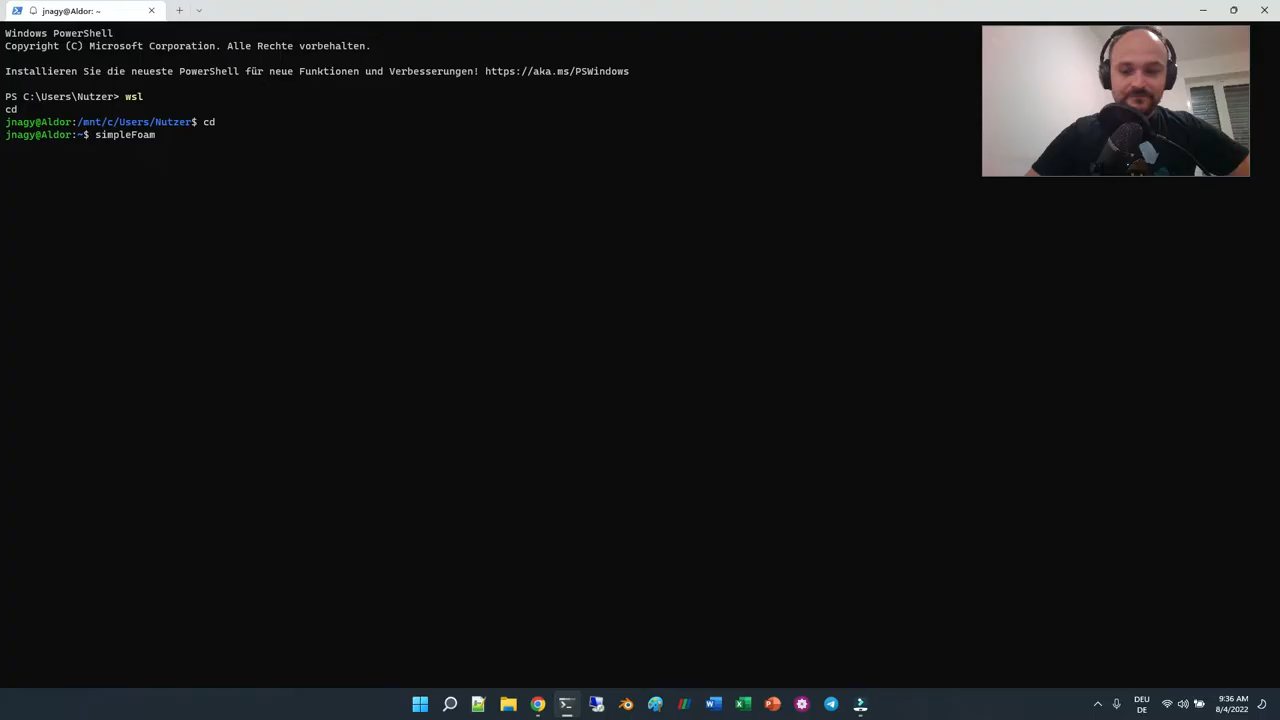 jnagy@Aldor: ~
Windows PowerShell
Copyright (C) Microsoft Corporation. Alle Rechte vorbehalten.
Installieren Sie die neueste PowerShell für neue Funktionen und Verbesserungen! https://aka.ms/PSWindows
PS C:\Users\Nutzer> wsl
cd
jnagy@Aldor:/mnt/c/Users/Nutzer$ cd
jnagy@Aldor:~$ simpleFoam
DEU
DE
9:36 AM
8/4/2022